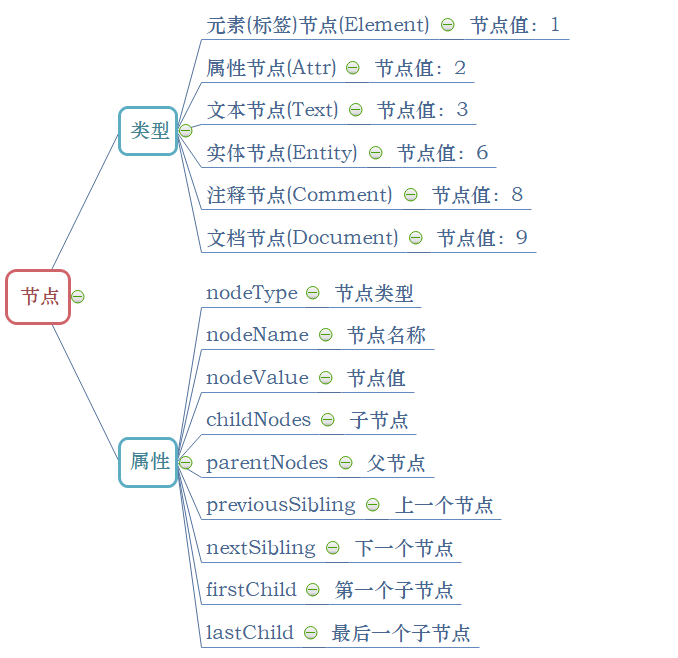 节点
类型
元素(标签)节点(Element) 节点值：1
属性节点(Attr) 节点值：2
文本节点(Text) 节点值：3
实体节点(Entity) 节点值：6
注释节点(Comment) 节点值：8
文档节点(Document) 节点值：9
属性
nodeType 节点类型
nodeName 节点名称
nodeValue 节点值
childNodes 子节点
parentNodes 父节点
previousSibling 上一个节点
nextSibling 下一个节点
firstChild 第一个子节点
lastChild 最后一个子节点